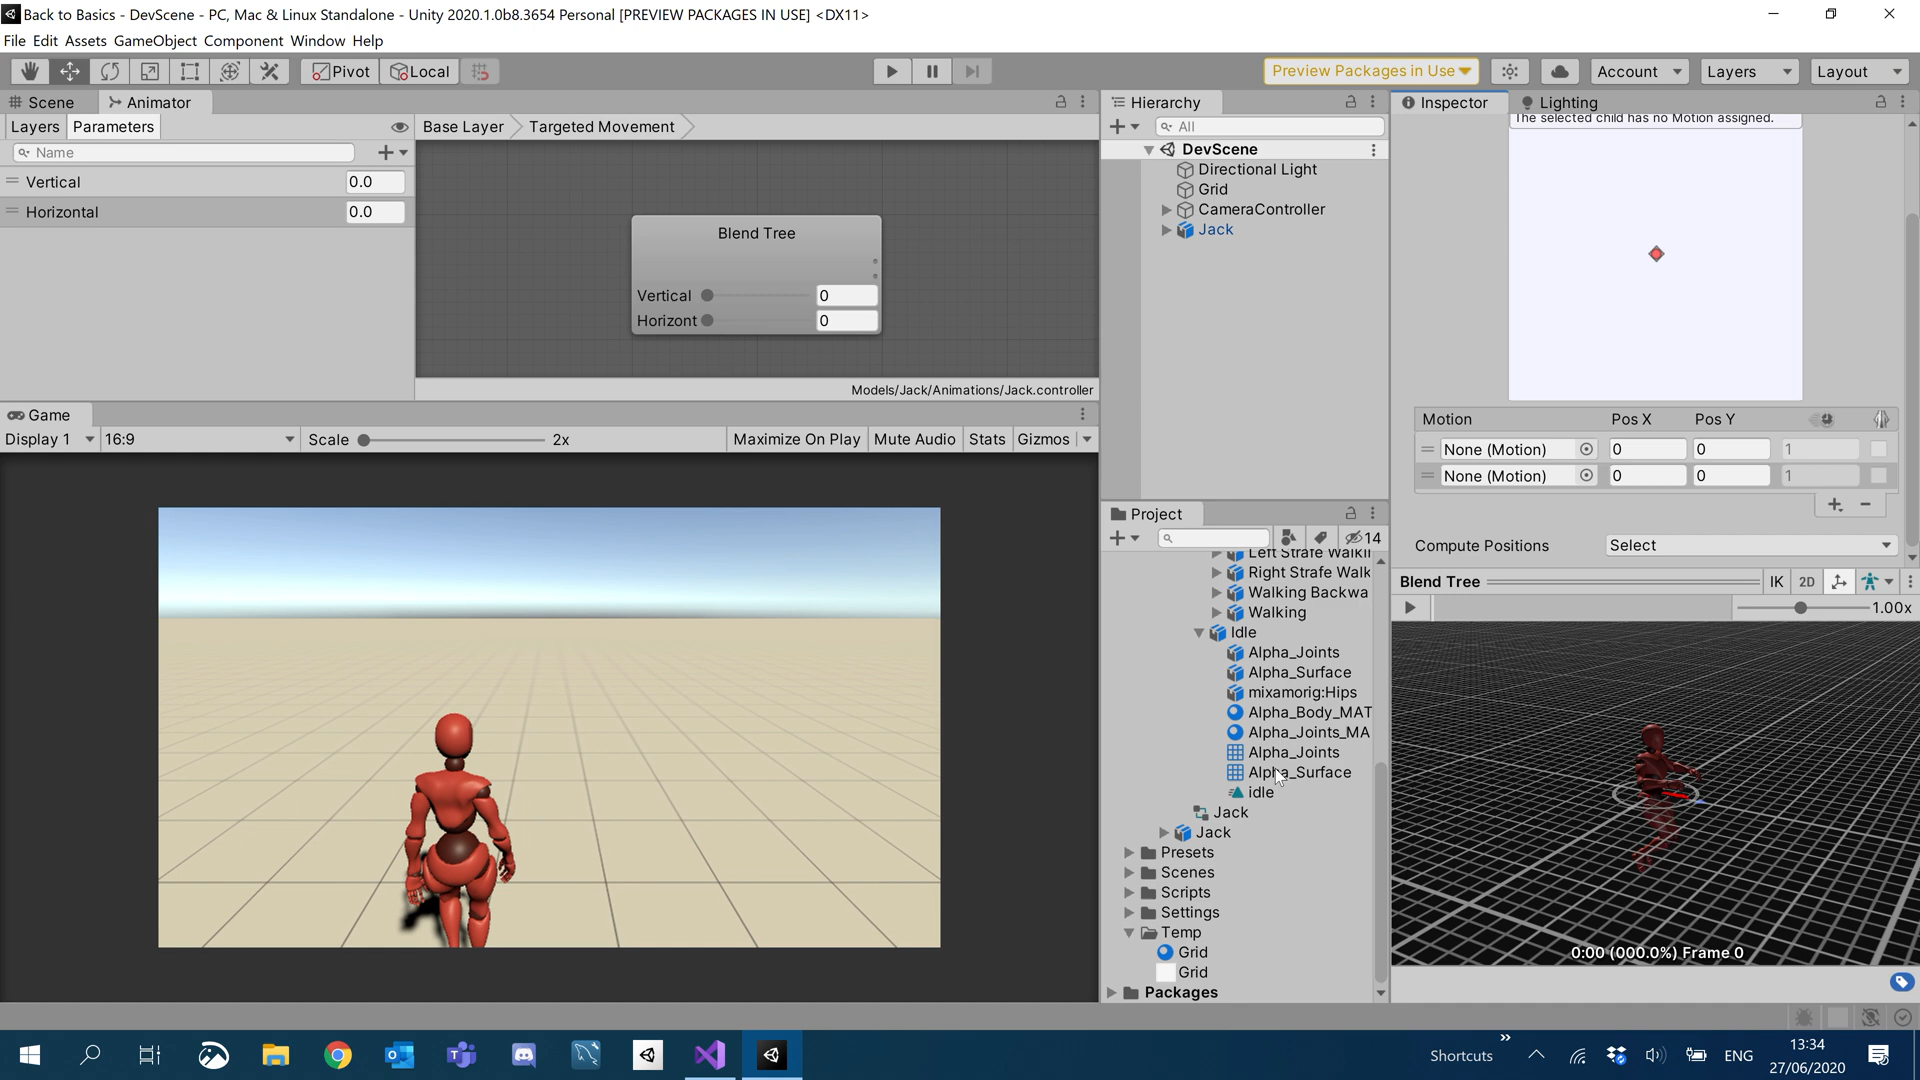 Back to Basics - DevScene - PC, Mac & Linux Standalone - Unity 2020.1.0b8.3654 Personal [PREVIEW PACKAGES IN USE] <DX11>
File Edit Assets GameObject Component Window Help
Pivot Local Preview Packages in Use Account Layers Layout
Scene Animator
Layers Parameters
Name
Vertical 0.0
Horizontal 0.0
Base Layer Targeted Movement
Blend Tree
Vertical 0
Horizont 0
Models/Jack/Animations/Jack.controller
Game
Display 1 16:9 Scale 2x Maximize On Play Mute Audio Stats Gizmos
Hierarchy
All
DevScene
Directional Light
Grid
CameraController
Jack
Project
14
Left Strafe Walkin
Right Strafe Walk
Walking Backwa
Walking
Idle
Alpha_Joints
Alpha_Surface
mixamorig:Hips
Alpha_Body_MAT
Alpha_Joints_MA
Alpha_Joints
Alpha_Surface
idle
Jack
Jack
Presets
Scenes
Scripts
Settings
Temp
Grid
Grid
Packages
Inspector Lighting
The selected child has no Motion assigned.
Motion Pos X Pos Y
None (Motion) 0 0 1
None (Motion) 0 0 1
Compute Positions Select
Blend Tree IK 2D
1.00x
0:00 (000.0%) Frame 0
Shortcuts ENG 13:34
27/06/2020